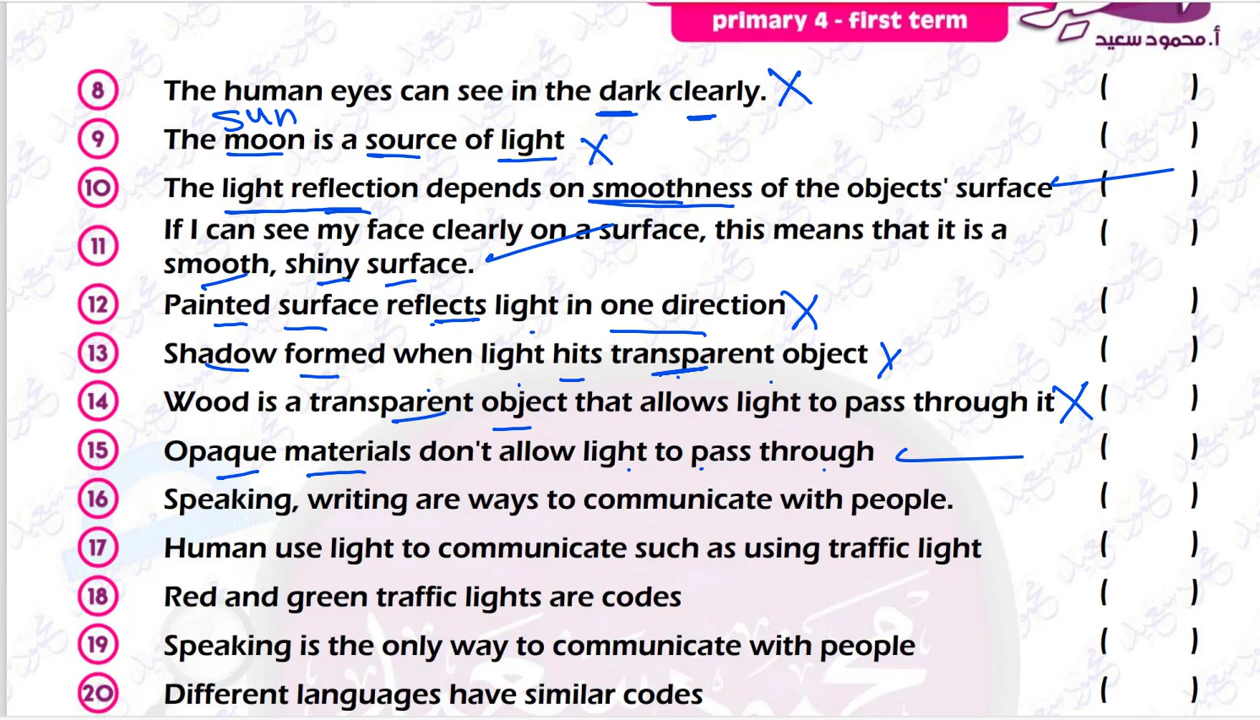 primary 4 - first term
أ.محمود سعيد
8 The human eyes can see in the dark clearly. X ( )
sun
9 The moon is a source of light X ( )
10 The light reflection depends on smoothness of the objects' surface ( )
11 If I can see my face clearly on a surface, this means that it is a ( )
smooth, shiny surface.
12 Painted surface reflects light in one direction X ( )
13 Shadow formed when light hits transparent object X ( )
14 Wood is a transparent object that allows light to pass through it X ( )
15 Opaque materials don't allow light to pass through ( )
16 Speaking, writing are ways to communicate with people. ( )
17 Human use light to communicate such as using traffic light ( )
18 Red and green traffic lights are codes ( )
19 Speaking is the only way to communicate with people ( )
20 Different languages have similar codes ( )